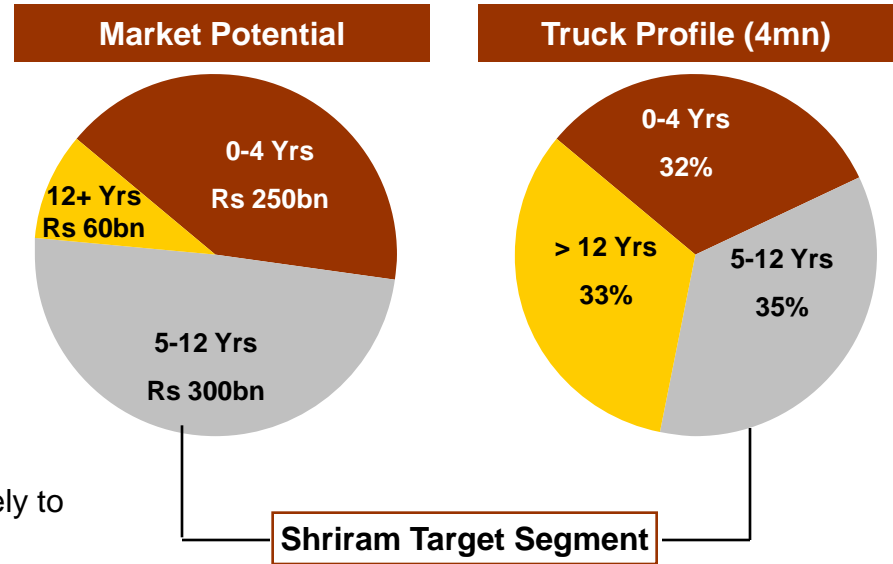 Market Potential
0-4 Yrs
Rs 250bn
12+ Yrs
Rs 60bn
5-12 Yrs
Rs 300bn
Truck Profile (4mn)
0-4 Yrs
32%
> 12 Yrs
33%
5-12 Yrs
35%
ely to
Shriram Target Segment